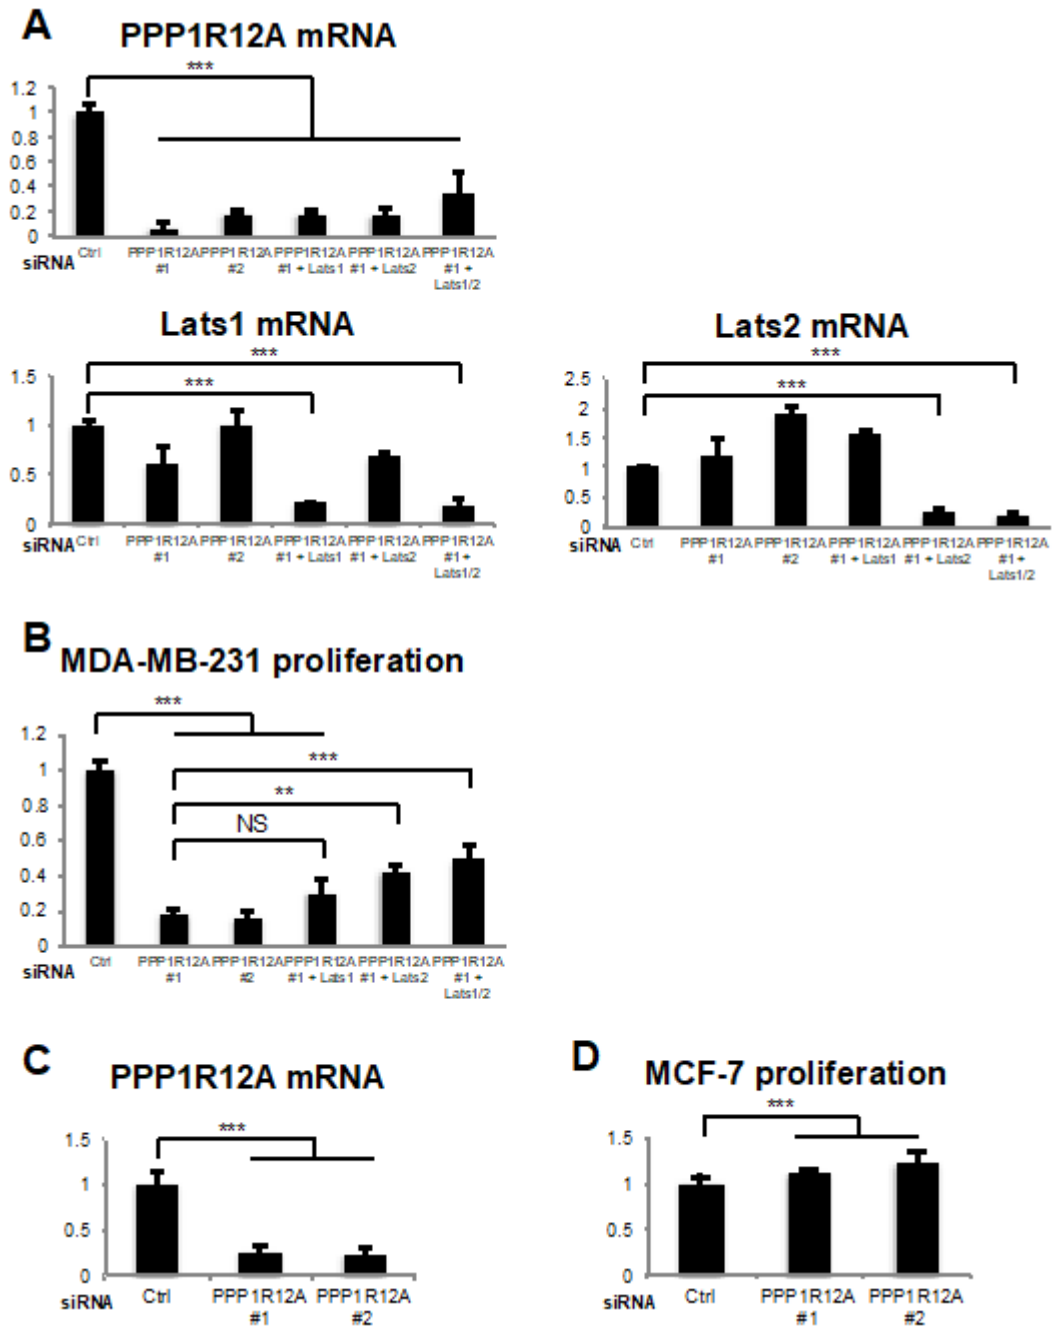 A
PPP1R12A mRNA
***
1.2
1
0.8
0.6
0.4
0.2
0
siRNA
Ctrl
PPP1R12A
#1
PPP1R12A
#2
PPP1R12A
#1 + Lats1
PPP1R12A
#1 + Lats2
PPP1R12A
#1 +
Lats1/2
Lats1 mRNA
***
***
1.5
1
0.5
0
siRNA
Ctrl
PPP1R12A
#1
PPP1R12A
#2
PPP1R12A
#1 + Lats1
PPP1R12A
#1 + Lats2
PPP1R12A
#1 +
Lats1/2
Lats2 mRNA
***
***
2.5
2
1.5
1
0.5
0
siRNA
Ctrl
PPP1R12A
#1
PPP1R12A
#2
PPP1R12A
#1 + Lats1
PPP1R12A
#1 + Lats2
PPP1R12A
#1 +
Lats1/2
B
MDA-MB-231 proliferation
***
***
**
NS
1.2
1
0.8
0.6
0.4
0.2
0
siRNA
Ctrl
PPP1R12A
#1
PPP1R12A
#2
PPP1R12A
#1 + Lats1
PPP1R12A
#1 + Lats2
PPP1R12A
#1 +
Lats1/2
C
PPP1R12A mRNA
***
1.5
1
0.5
0
siRNA
Ctrl
PPP1R12A
#1
PPP1R12A
#2
D
MCF-7 proliferation
***
1.5
1
0.5
0
siRNA
Ctrl
PPP1R12A
#1
PPP1R12A
#2